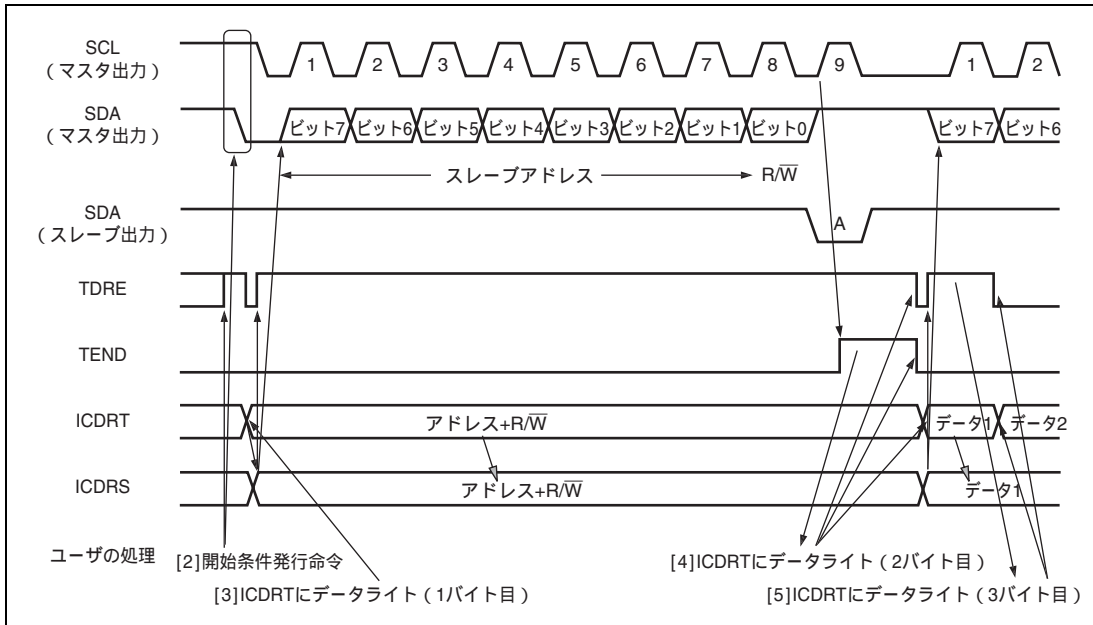 SCL
（マスタ出力）
1 2 3 4 5 6 7 8 9 1 2
SDA
（マスタ出力）
ビット7 ビット6 ビット5 ビット4 ビット3 ビット2 ビット1 ビット0 ビット7 ビット6
スレーブアドレス R/W̅
SDA
（スレーブ出力）
A
TDRE
TEND
ICDRT
アドレス+R/W̅ データ1 データ2
ICDRS
アドレス+R/W̅ データ1
ユーザの処理 [2]開始条件発行命令 [4]ICDRTにデータライト（2バイト目）
[3]ICDRTにデータライト（1バイト目） [5]ICDRTにデータライト（3バイト目）